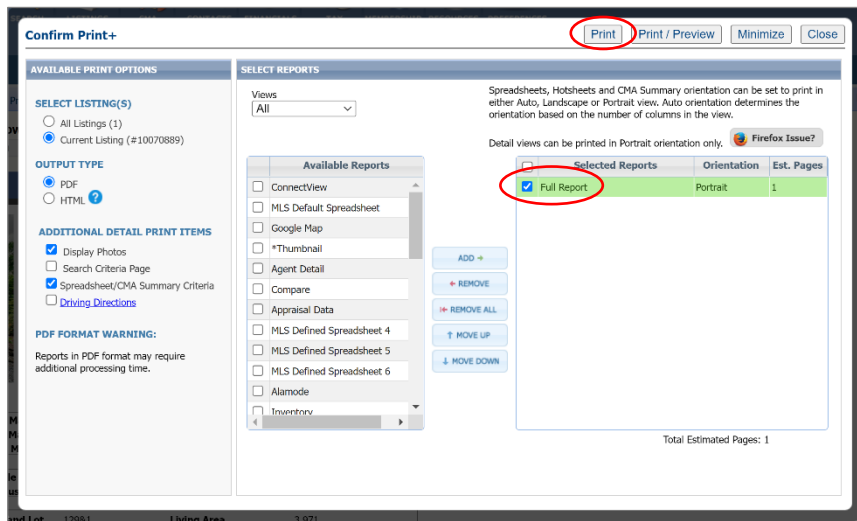 Confirm Print+
Print
Print / Preview
Minimize
Close
AVAILABLE PRINT OPTIONS
SELECT LISTING(S)
All Listings (1)
Current Listing (#10070889)
OUTPUT TYPE
PDF
HTML ?
ADDITIONAL DETAIL PRINT ITEMS
Display Photos
Search Criteria Page
Spreadsheet/CMA Summary Criteria
Driving Directions
PDF FORMAT WARNING:
Reports in PDF format may require
additional processing time.
SELECT REPORTS
Views
All
Spreadsheets, Hotsheets and CMA Summary orientation can be set to print in
either Auto, Landscape or Portrait view. Auto orientation determines the
orientation based on the number of columns in the view.
Detail views can be printed in Portrait orientation only.
Firefox Issue?
Available Reports
ConnectView
MLS Default Spreadsheet
Google Map
*Thumbnail
Agent Detail
Compare
Appraisal Data
MLS Defined Spreadsheet 4
MLS Defined Spreadsheet 5
MLS Defined Spreadsheet 6
Alamode
Inventory
ADD
REMOVE
REMOVE ALL
MOVE UP
MOVE DOWN
Selected Reports Orientation Est. Pages
Full Report Portrait 1
Total Estimated Pages: 1
Lot 12981 Living Area 3,971